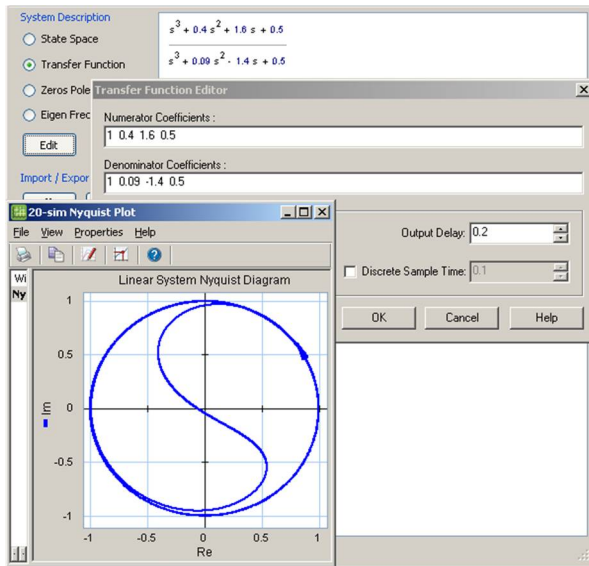 System Description
State Space
Transfer Function
Zeros Pole
Eigen Frec
Edit
Import / Expor
s^3 + 0.4 s^2 + 1.6 s + 0.5
s^3 + 0.09 s^2 - 1.4 s + 0.5
Transfer Function Editor
Numerator Coefficients :
1 0.4 1.6 0.5
Denominator Coefficients :
1 0.09 -1.4 0.5
Output Delay: 0.2
Discrete Sample Time: 0.1
OK Cancel Help
20-sim Nyquist Plot
File View Properties Help
Wi
Ny
Linear System Nyquist Diagram
Im
1
0.5
0
-0.5
-1
-1 -0.5 0 0.5 1
Re